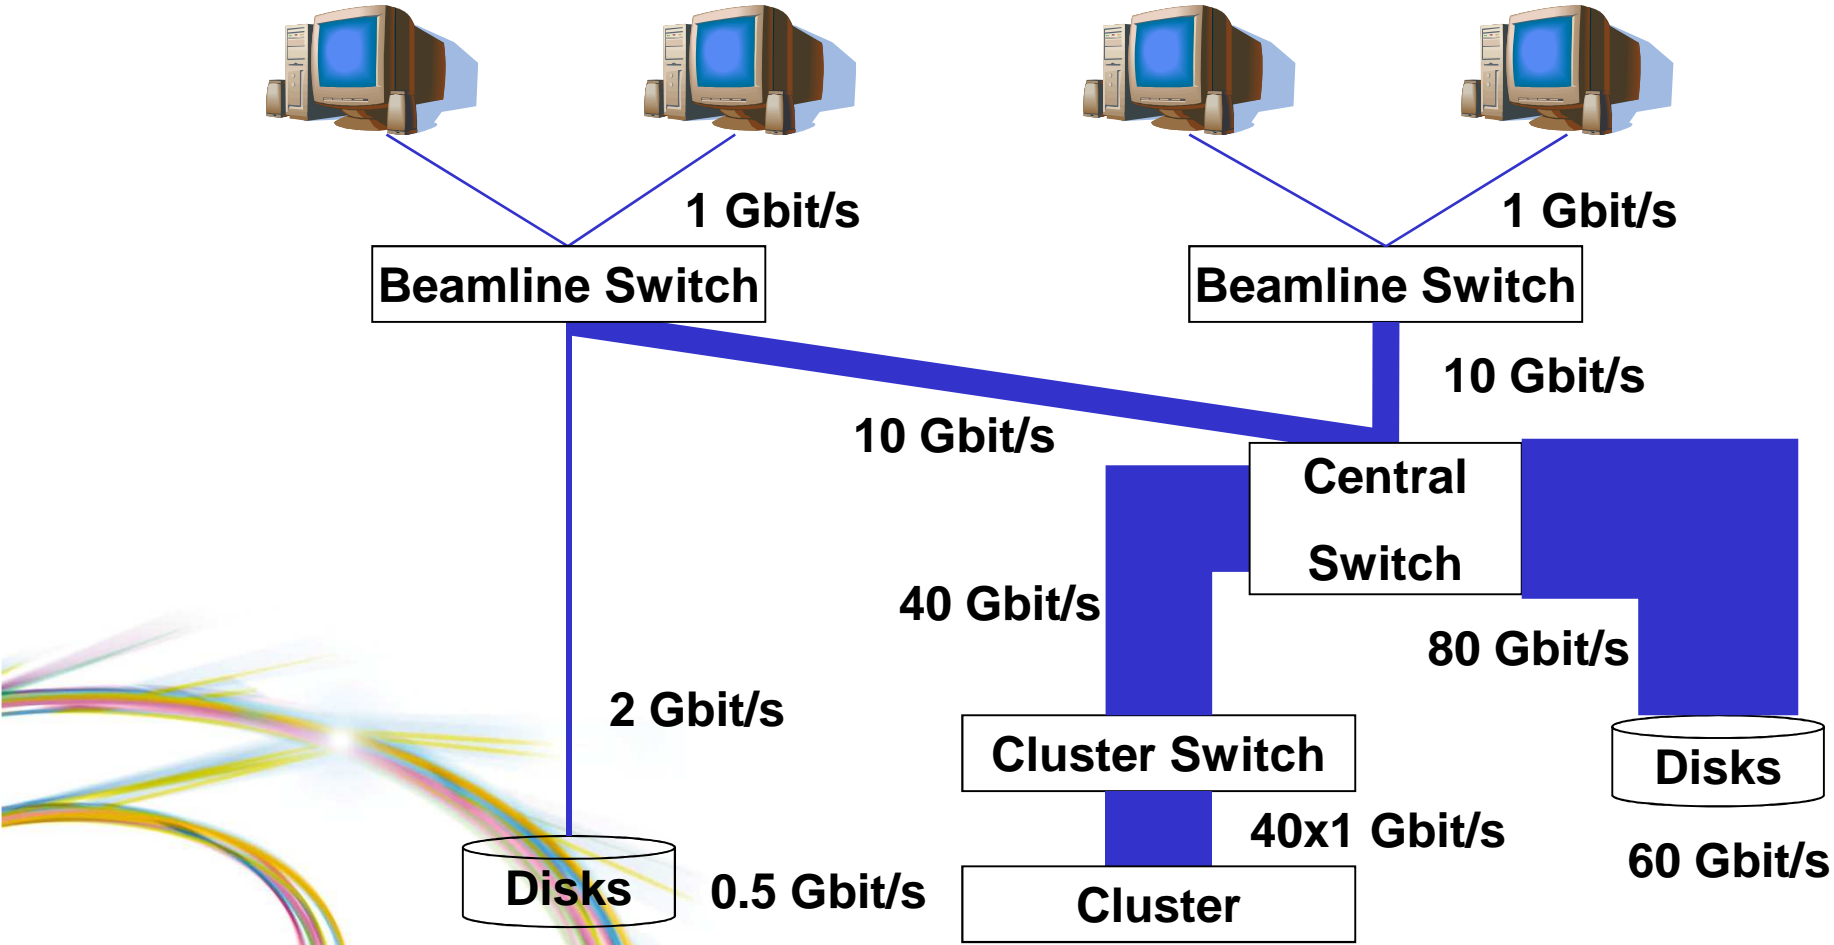 1 Gbit/s
1 Gbit/s
Beamline Switch
Beamline Switch
10 Gbit/s
10 Gbit/s
Central
Switch
40 Gbit/s
80 Gbit/s
2 Gbit/s
Cluster Switch
Disks
40x1 Gbit/s
60 Gbit/s
Disks
0.5 Gbit/s
Cluster